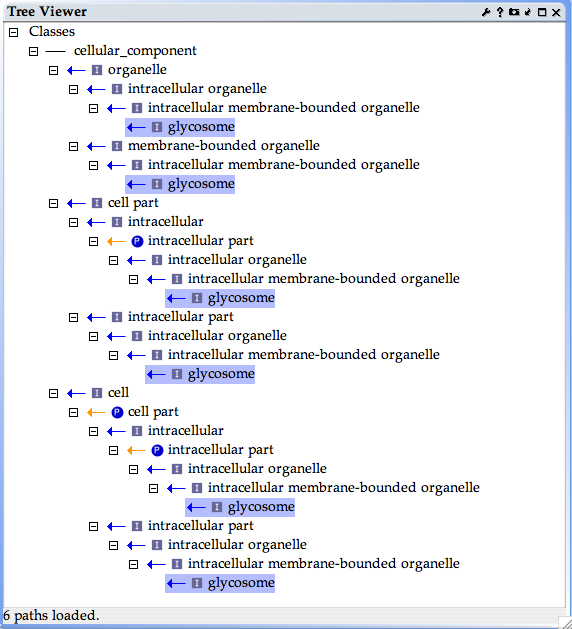 Tree Viewer
Classes
cellular_component
I organelle
I intracellular organelle
I intracellular membrane-bounded organelle
I glycosome
I membrane-bounded organelle
I intracellular membrane-bounded organelle
I glycosome
I cell part
I intracellular
P intracellular part
I intracellular organelle
I intracellular membrane-bounded organelle
I glycosome
I intracellular part
I intracellular organelle
I intracellular membrane-bounded organelle
I glycosome
I cell
P cell part
I intracellular
P intracellular part
I intracellular organelle
I intracellular membrane-bounded organelle
I glycosome
I intracellular part
I intracellular organelle
I intracellular membrane-bounded organelle
I glycosome
6 paths loaded.